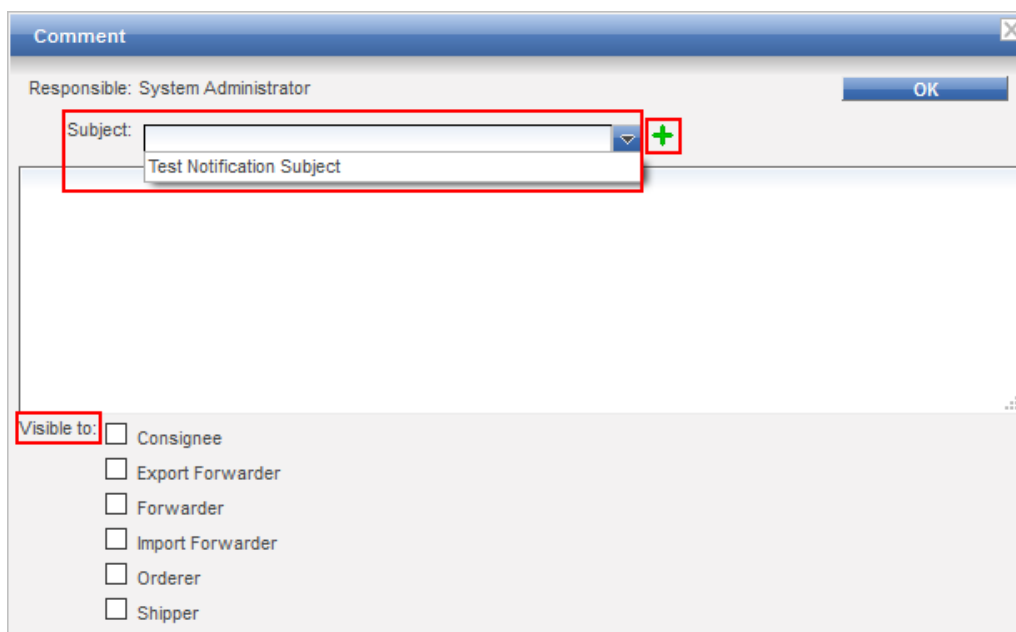 Comment
Responsible: System Administrator
OK
Subject:
Test Notification Subject
Visible to:
Consignee
Export Forwarder
Forwarder
Import Forwarder
Orderer
Shipper